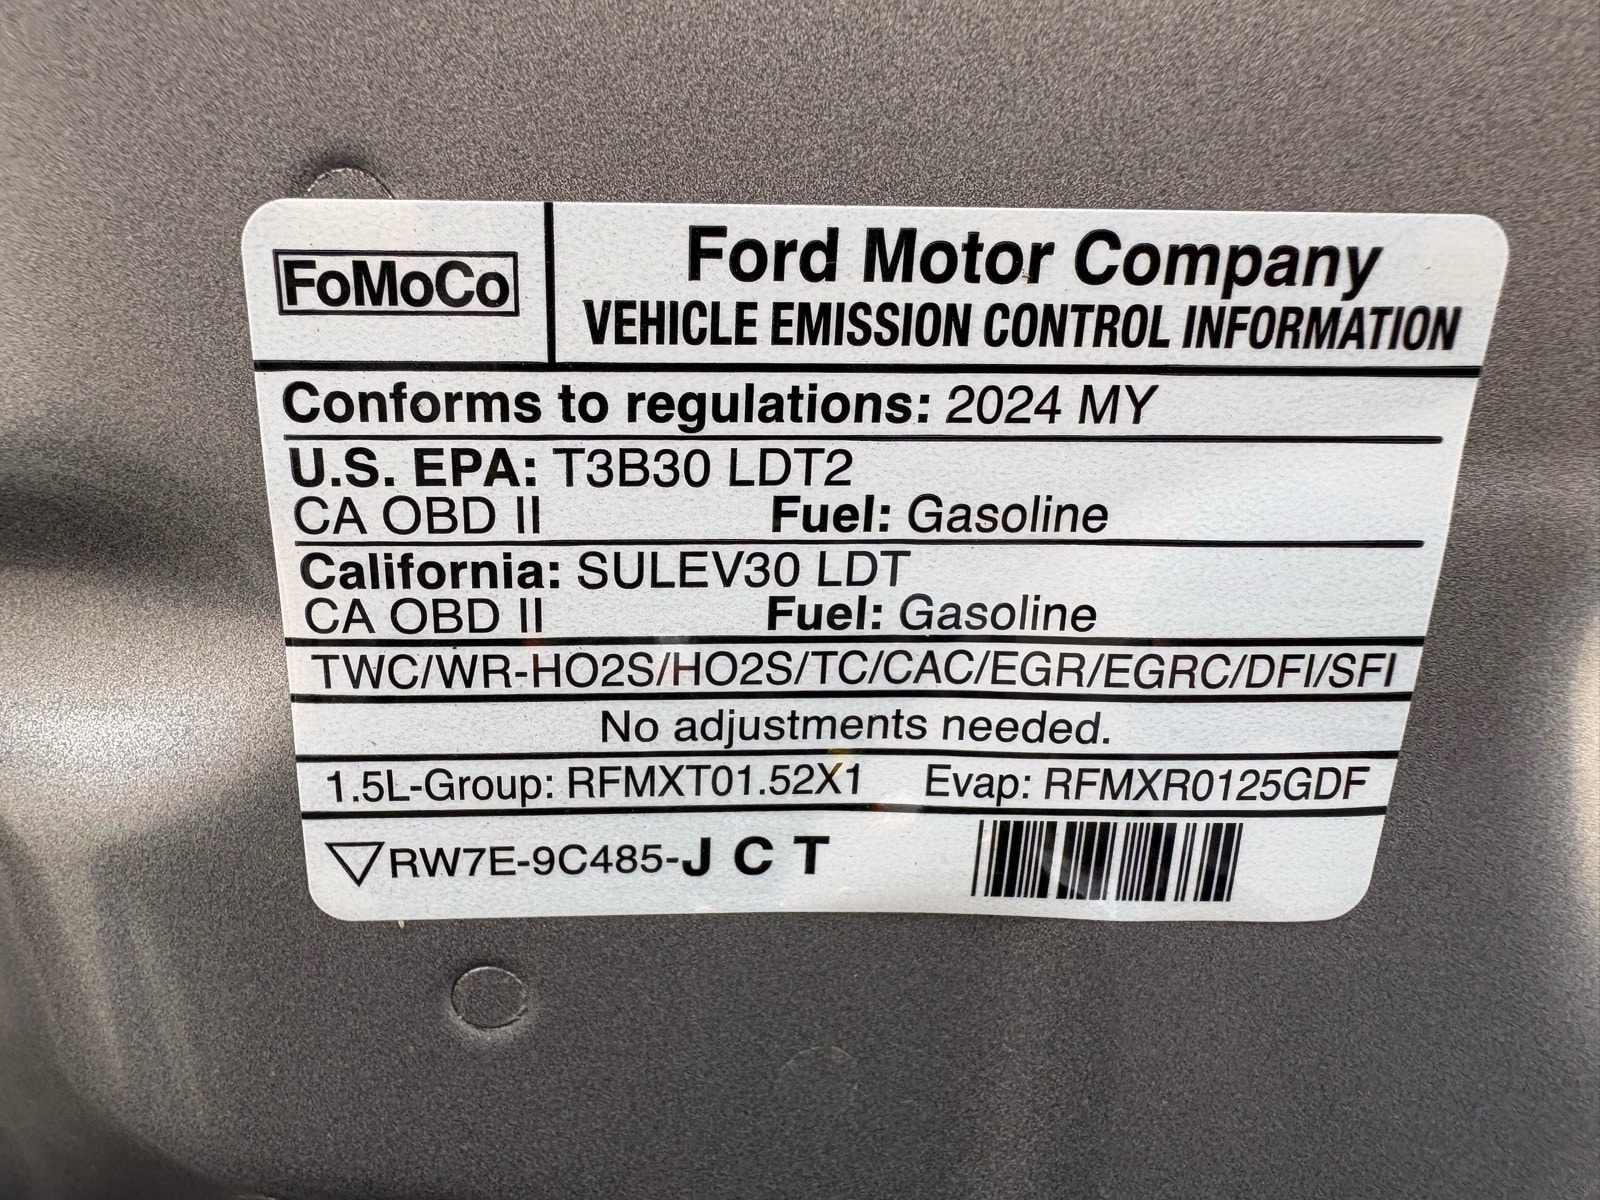 FoMoCo
Ford Motor Company
VEHICLE EMISSION CONTROL INFORMATION
Conforms to regulations: 2024 MY
U.S. EPA: T3B30 LDT2
CA OBD II Fuel: Gasoline
California: SULEV30 LDT
CA OBD II Fuel: Gasoline
TWC/WR-HO2S/HO2S/TC/CAC/EGR/EGRC/DFI/SFI
No adjustments needed.
1.5L-Group: RFMXT01.52X1 Evap: RFMXR0125GDF
RW7E-9C485-J C T